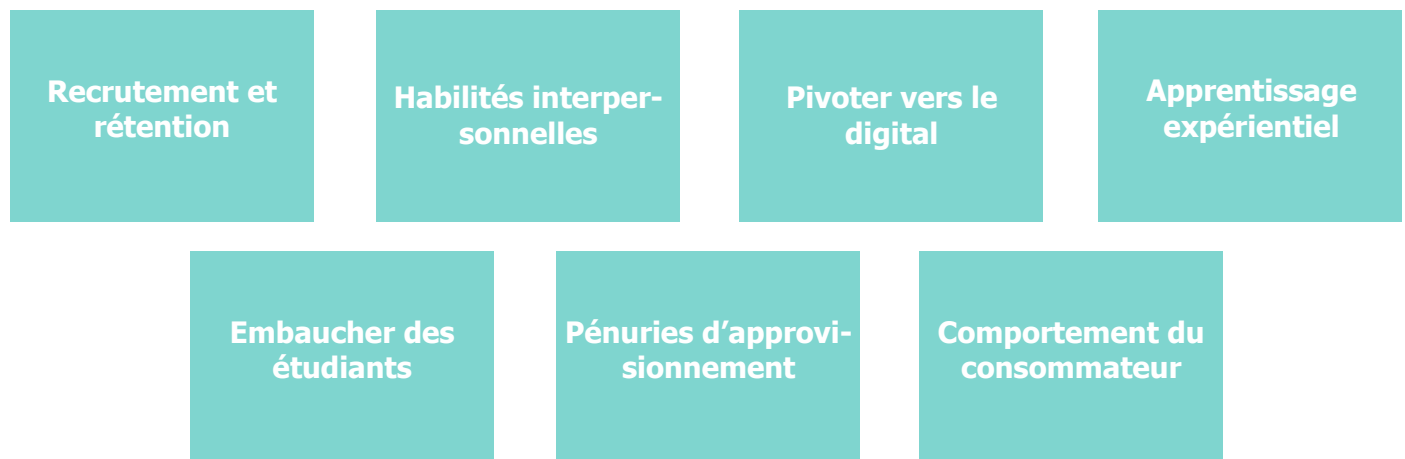 Recrutement et
rétention
Habilités interper-
sonnelles
Pivoter vers le
digital
Apprentissage
expérientiel
Embaucher des
étudiants
Pénuries d’approvi-
sionnement
Comportement du
consommateur